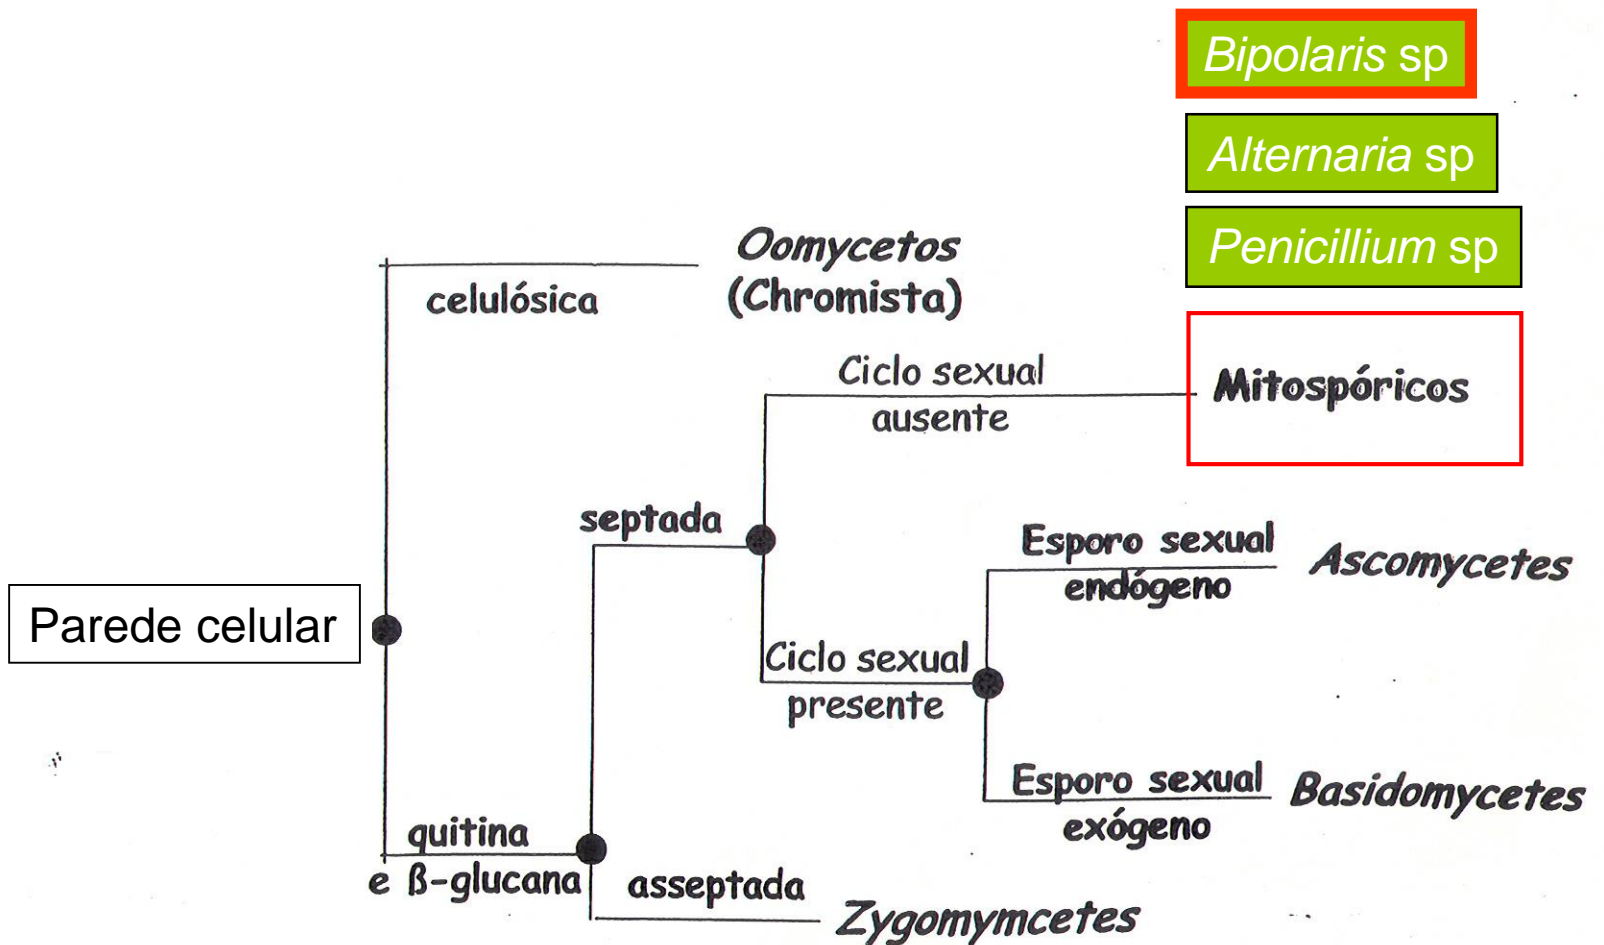 Bipolaris sp
Alternaria sp
Penicillium sp
Oomycetos
(Chromista)
celulósica
Ciclo sexual
ausente
Mitospóricos
septada
Esporo sexual
endógeno
Ascomycetes
Parede celular
Ciclo sexual
presente
Esporo sexual
exógeno
Basidomycetes
quitina
e ß-glucana
asseptada
Zygomymcetes